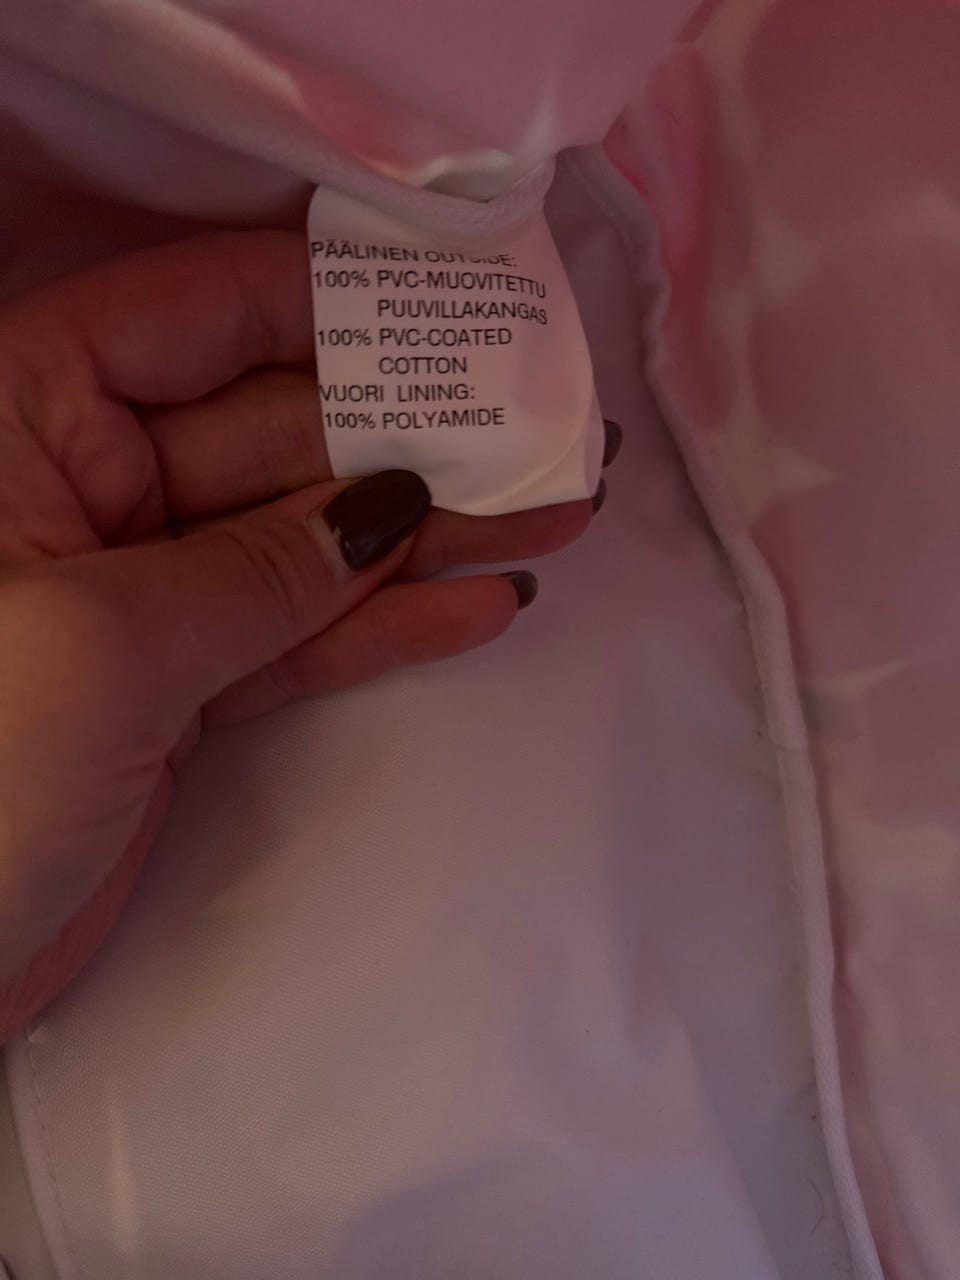 PÄÄLINEN OUTSIDE:
100% PVC-MUOVITETTU
PUUVILLAKANGAS
100% PVC-COATED
COTTON
VUORI LINING:
100% POLYAMIDE